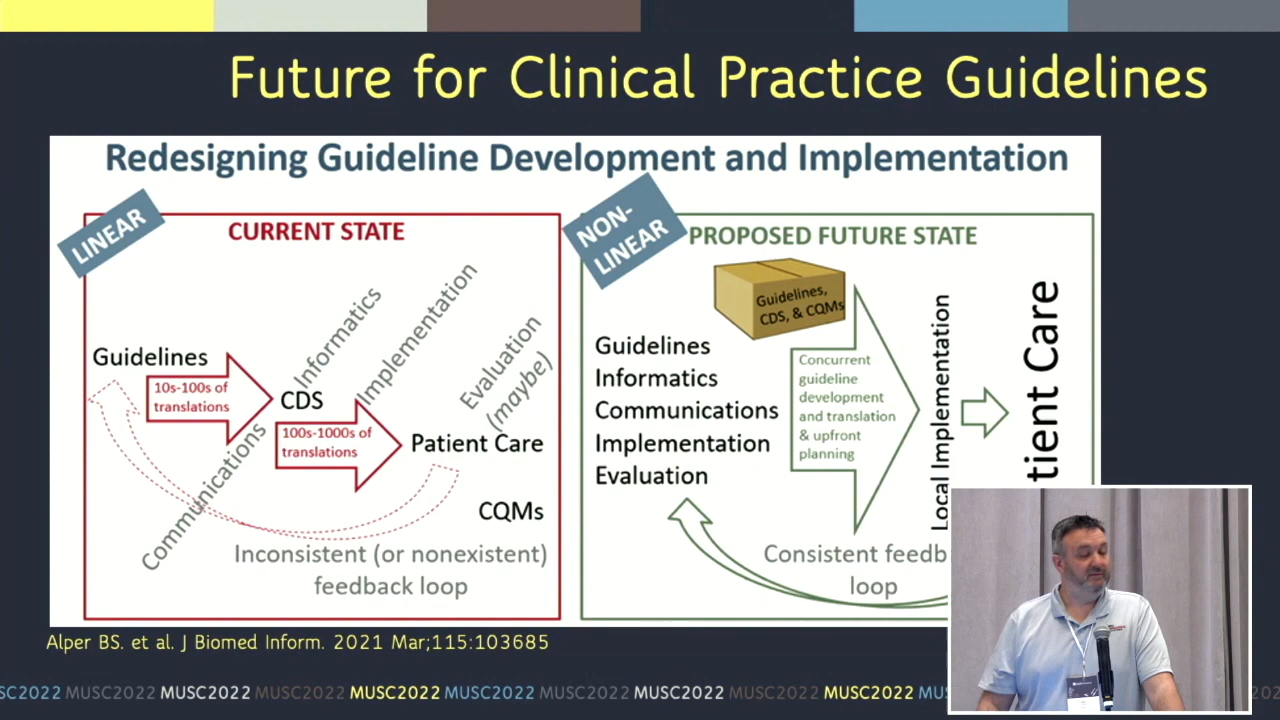 Future for Clinical Practice Guidelines
Redesigning Guideline Development and Implementation
LINEAR
CURRENT STATE
Guidelines
10s-100s of
translations
Communications
CDS
Informatics
100s-1000s of
translations
Implementation
Patient Care
Evaluation
(maybe)
CQMs
Inconsistent (or nonexistent)
feedback loop
NON-
LINEAR
PROPOSED FUTURE STATE
Guidelines,
CDS, & CQMs
Guidelines
Informatics
Communications
Implementation
Evaluation
Concurrent
guideline
development
and translation
& upfront
planning
Local Implementation
tient Care
Consistent feedb
loop
Alper BS. et al. J Biomed Inform. 2021 Mar;115:103685
SC2022 MUSC2022 MUSC2022 MUSC2022 MUSC2022 MUSC2022 MUSC2022 MUSC2022 MUSC2022 MUS